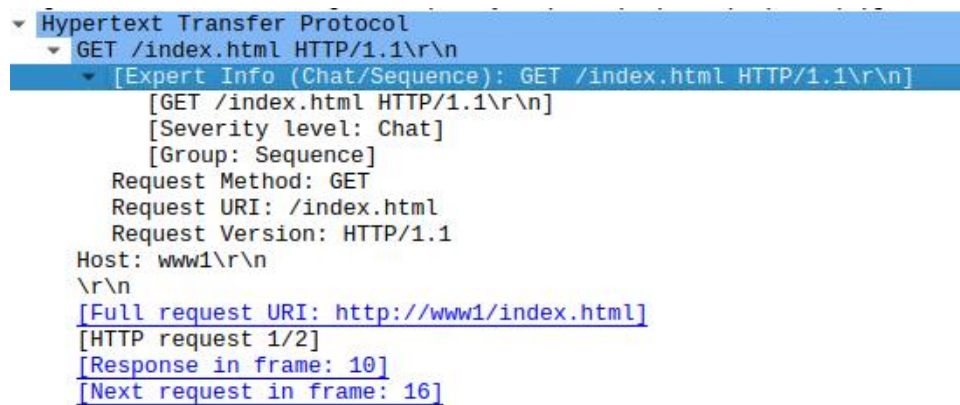 Hypertext Transfer Protocol
GET /index.html HTTP/1.1\r\n
[Expert Info (Chat/Sequence): GET /index.html HTTP/1.1\r\n]
[GET /index.html HTTP/1.1\r\n]
[Severity level: Chat]
[Group: Sequence]
Request Method: GET
Request URI: /index.html
Request Version: HTTP/1.1
Host: www1\r\n
\r\n
[Full request URI: http://www1/index.html]
[HTTP request 1/2]
[Response in frame: 10]
[Next request in frame: 16]